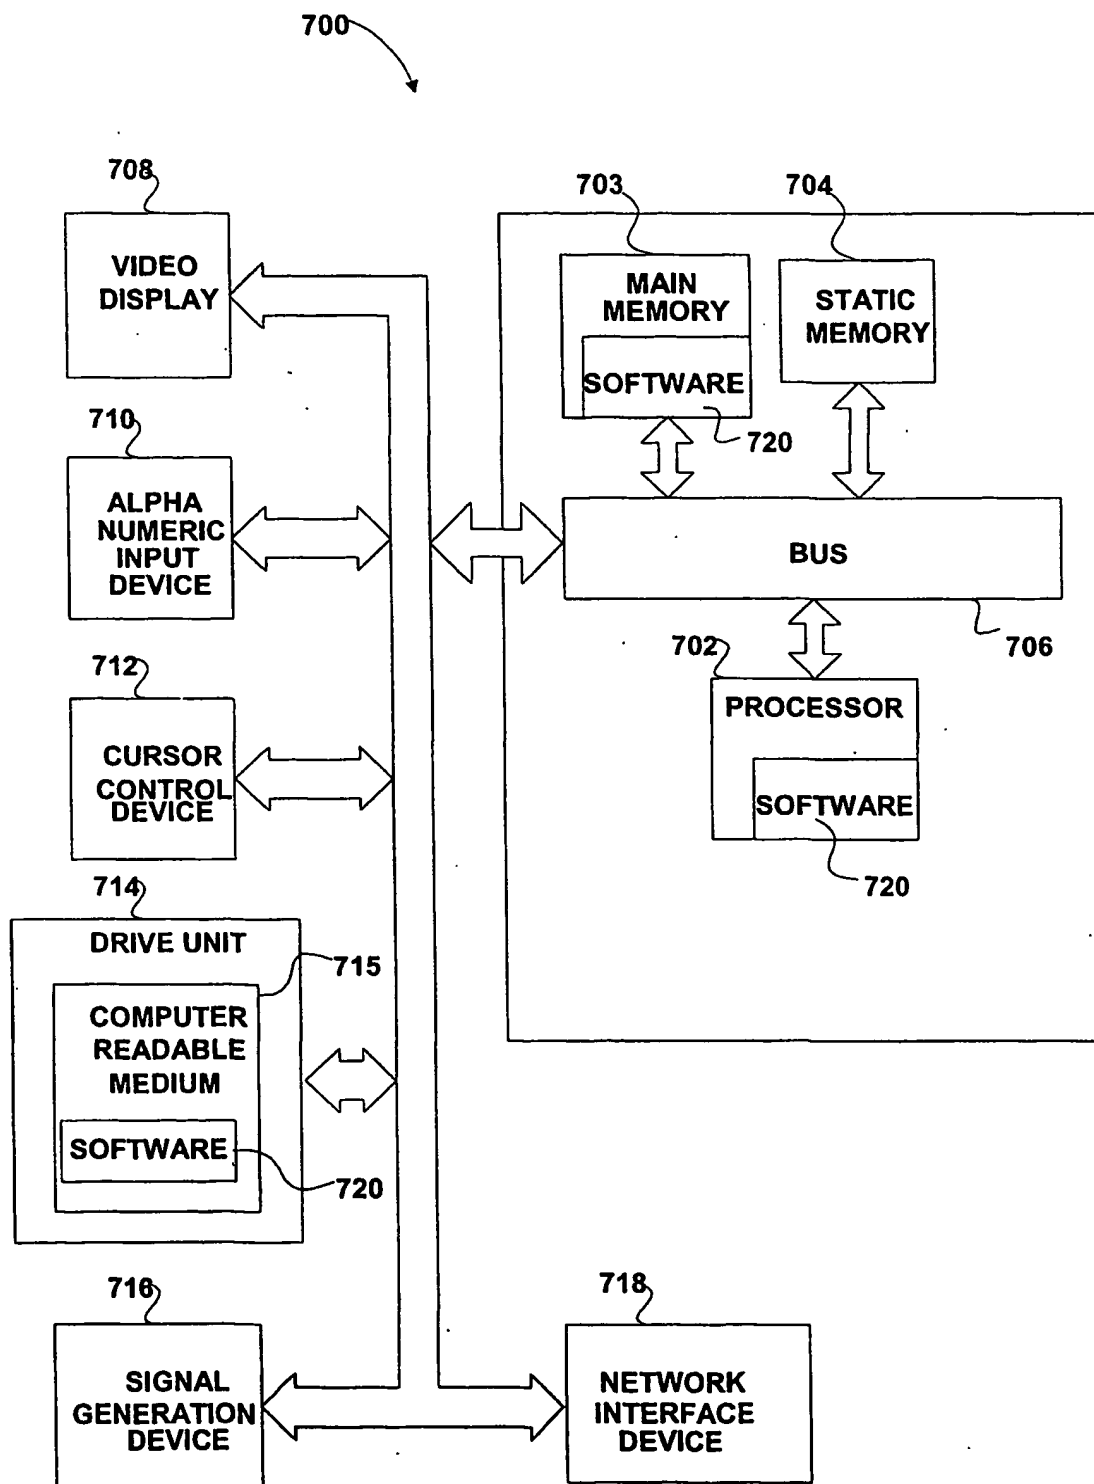 700
708
VIDEO
DISPLAY
703
MAIN
MEMORY
SOFTWARE
720
704
STATIC
MEMORY
710
ALPHA
NUMERIC
INPUT
DEVICE
BUS
706
712
CURSOR
CONTROL
DEVICE
702
PROCESSOR
SOFTWARE
720
714
DRIVE UNIT
715
COMPUTER
READABLE
MEDIUM
SOFTWARE
720
716
SIGNAL
GENERATION
DEVICE
718
NETWORK
INTERFACE
DEVICE